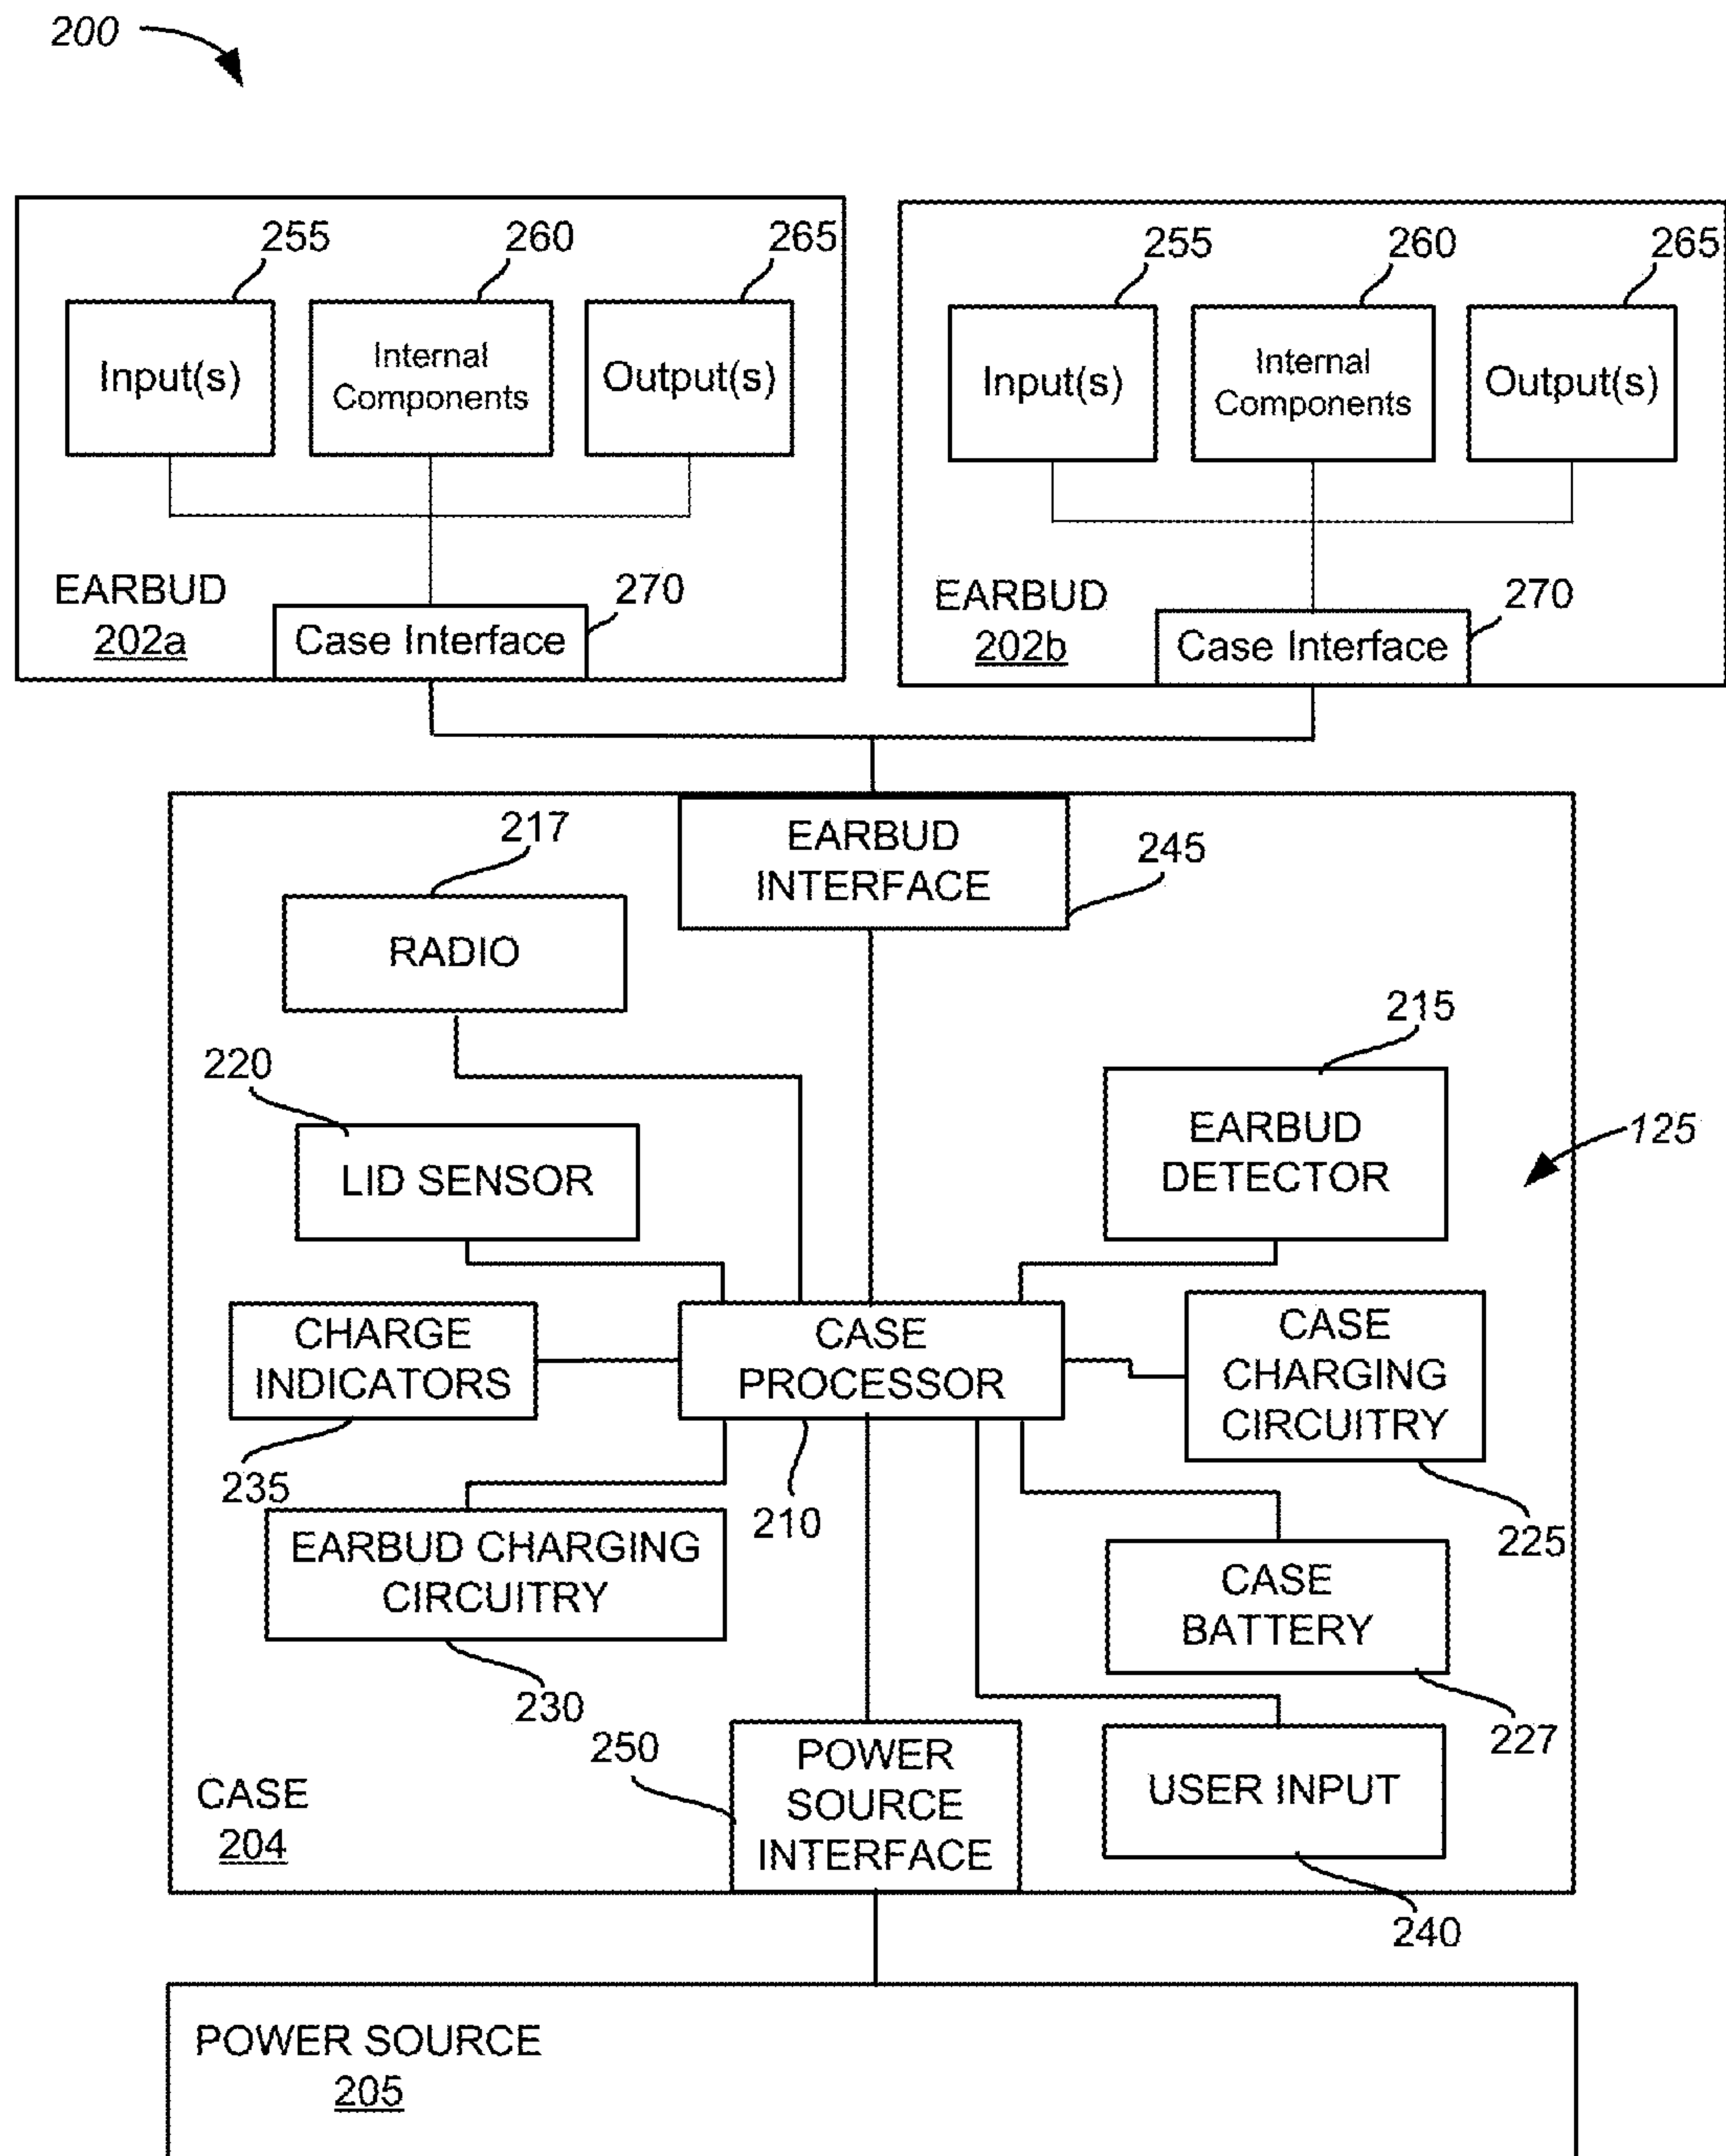 200
255
260
265
Input(s)
Internal
Components
Output(s)
EARBUD
202a
270
Case Interface
255
260
265
Input(s)
Internal
Components
Output(s)
EARBUD
202b
270
Case Interface
EARBUD
INTERFACE
245
217
RADIO
215
220
EARBUD
DETECTOR
125
LID SENSOR
CHARGE
INDICATORS
235
CASE
PROCESSOR
210
CASE
CHARGING
CIRCUITRY
225
EARBUD CHARGING
CIRCUITRY
230
CASE
BATTERY
227
250
POWER
SOURCE
INTERFACE
USER INPUT
240
CASE
204
POWER SOURCE
205